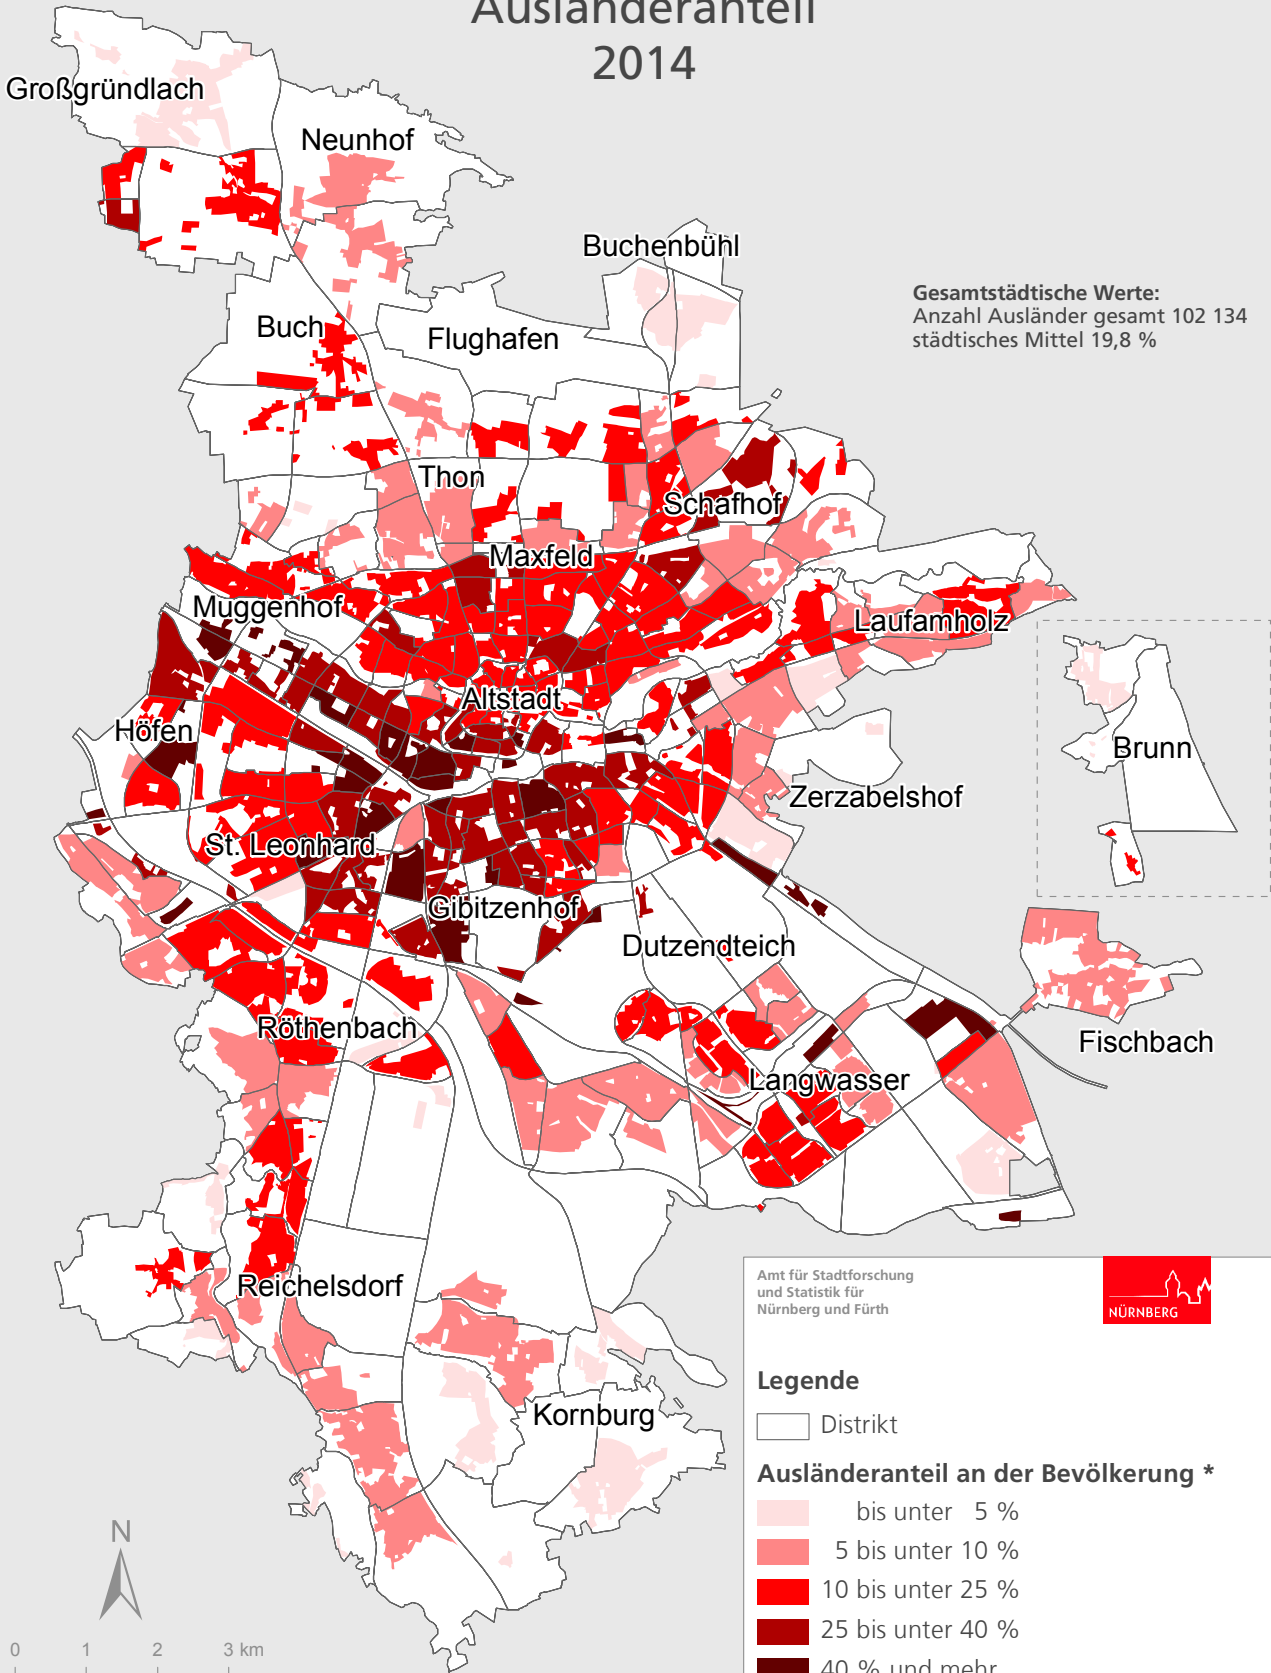 Ausländeranteil
2014
Großgründlach
Neunhof
Buchenbühl
Gesamtstädtische Werte:
Anzahl Ausländer gesamt 102 134
städtisches Mittel 19,8 %
Buch
Flughafen
Thon
Schafhof
Maxfeld
Muggenhof
Laufamholz
Altstadt
Höfen
Brunn
Zerzabelshof
St. Leonhard
Gibitzenhof
Dutzendteich
Röthenbach
Fischbach
Langwasser
Reichelsdorf
Kornburg
Amt für Stadtforschung
und Statistik für
Nürnberg und Fürth
NÜRNBERG
Legende
Distrikt
Ausländeranteil an der Bevölkerung *
bis unter 5 %
5 bis unter 10 %
10 bis unter 25 %
25 bis unter 40 %
40 % und mehr
N
0 1 2 3 km